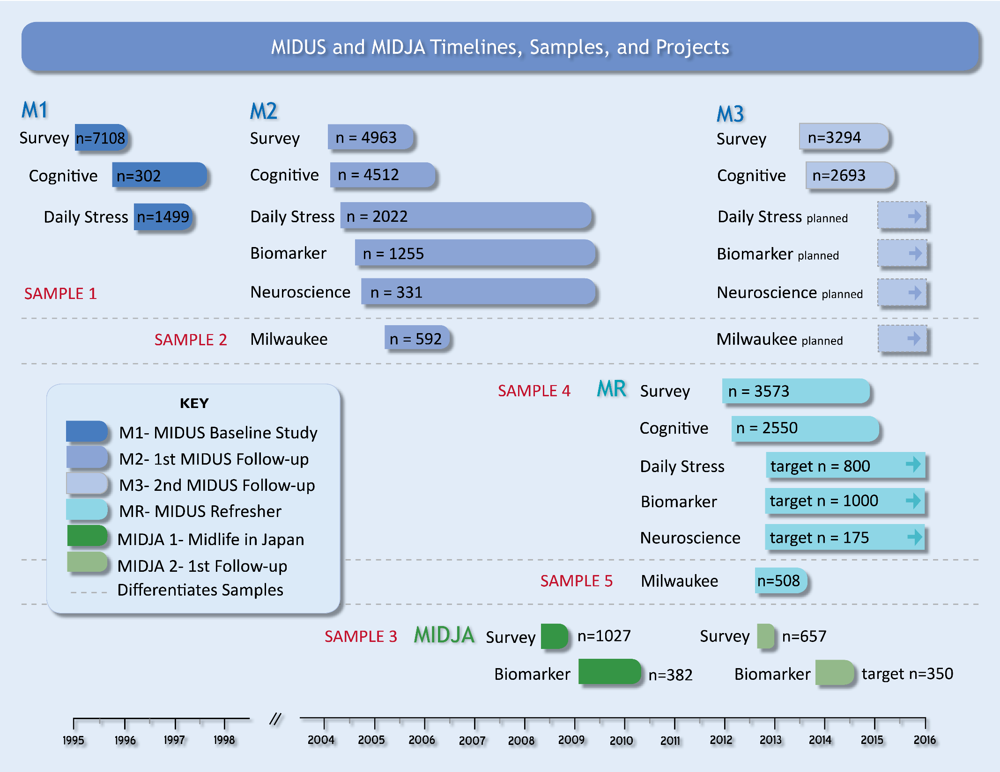 MIDUS and MIDJA Timelines, Samples, and Projects
M1
Survey n=7108
Cognitive n=302
Daily Stress n=1499
SAMPLE 1
M2
Survey n = 4963
Cognitive n = 4512
Daily Stress n = 2022
Biomarker n = 1255
Neuroscience n = 331
M3
Survey n=3294
Cognitive n=2693
Daily Stress planned
Biomarker planned
Neuroscience planned
SAMPLE 2 Milwaukee n = 592
Milwaukee planned
SAMPLE 4 MR Survey n = 3573
Cognitive n = 2550
Daily Stress target n = 800
Biomarker target n = 1000
Neuroscience target n = 175
SAMPLE 5 Milwaukee n=508
KEY
M1- MIDUS Baseline Study
M2- 1st MIDUS Follow-up
M3- 2nd MIDUS Follow-up
MR- MIDUS Refresher
MIDJA 1- Midlife in Japan
MIDJA 2- 1st Follow-up
Differentiates Samples
SAMPLE 3 MIDJA Survey n=1027 Survey n=657
Biomarker n=382 Biomarker target n=350
1995 1996 1997 1998 // 2004 2005 2006 2007 2008 2009 2010 2011 2012 2013 2014 2015 2016